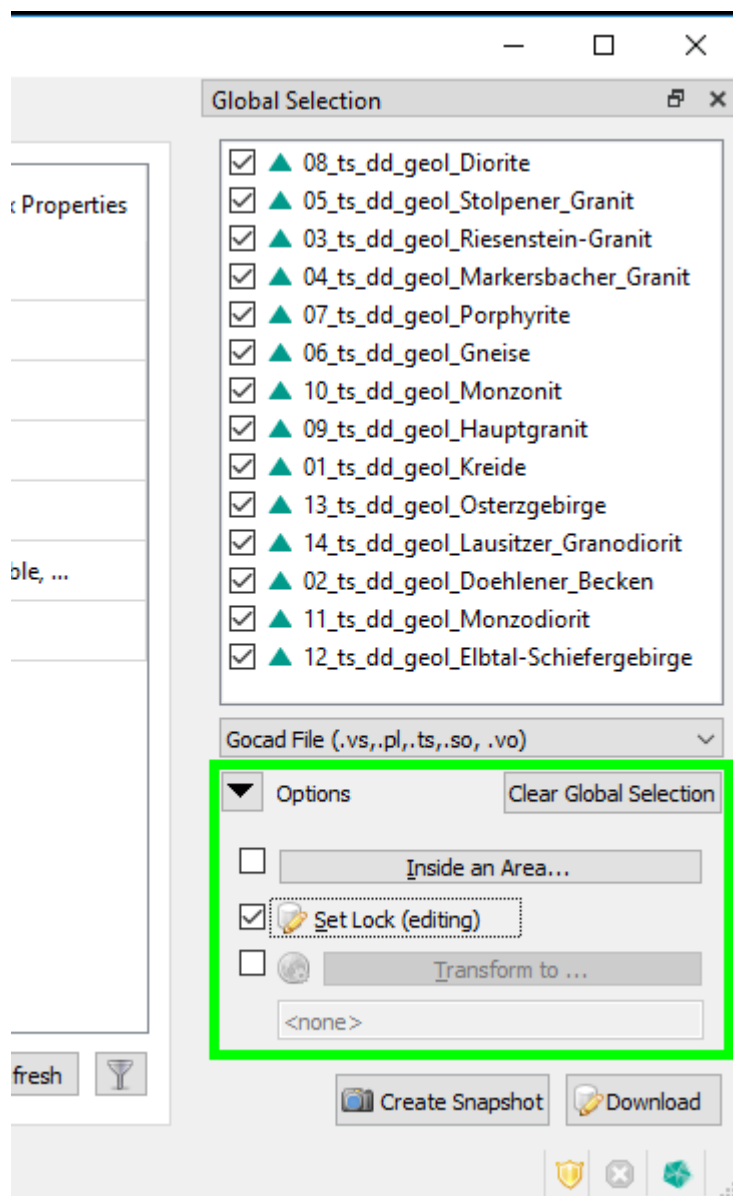 Global Selection
08_ts_dd_geol_Diorite
Properties
05_ts_dd_geol_Stolpener_Granit
03_ts_dd_geol_Riesenstein-Granit
04_ts_dd_geol_Markersbacher_Granit
07_ts_dd_geol_Porphyrite
06_ts_dd_geol_Gneise
10_ts_dd_geol_Monzonit
09_ts_dd_geol_Hauptgranit
01_ts_dd_geol_Kreide
13_ts_dd_geol_Osterzgebirge
14_ts_dd_geol_Lausitzer_Granodiorit
ble, ...
02_ts_dd_geol_Doehlener_Becken
11_ts_dd_geol_Monzodiorit
12_ts_dd_geol_Elbtal-Schiefergebirge
Gocad File (.vs,.pl,.ts,.so, .vo)
Options Clear Global Selection
Inside an Area...
Set Lock (editing)
Transform to ...
<none>
fresh
Create Snapshot Download